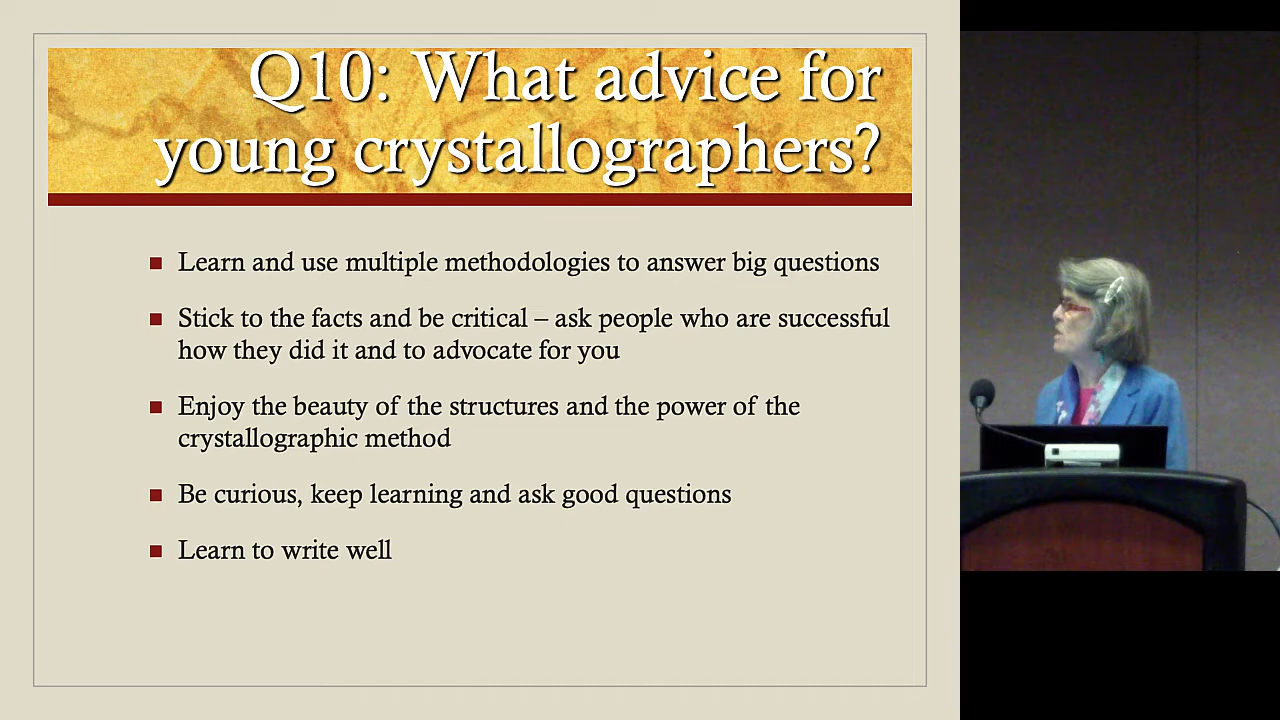 Q10: What advice for
young crystallographers?
Learn and use multiple methodologies to answer big questions
Stick to the facts and be critical – ask people who are successful
how they did it and to advocate for you
Enjoy the beauty of the structures and the power of the
crystallographic method
Be curious, keep learning and ask good questions
Learn to write well